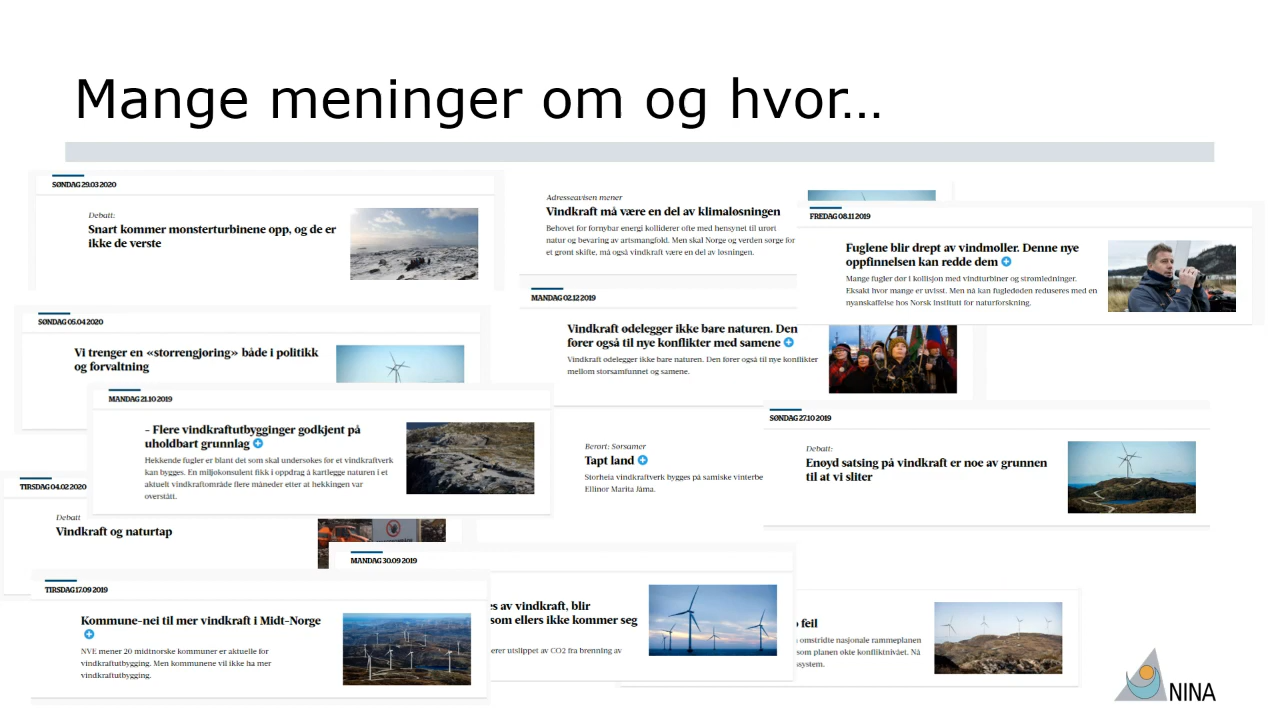 Mange meninger om og hvor…
SØNDAG 29.03 2020
Debatt:
Snart kommer monsterturbinene opp, og de er
ikke de verste
Adresseavisen mener
Vindkraft må være en del av klimaløsningen
Behovet for fornybar energi kolliderer ofte med hensynet til urørt
natur og bevaring av artsmangfold. Men skal Norge og verden sørge for
et grønt skifte, må også vindkraft være en del av løsningen.
FREDAG 08.11 2019
Fuglene blir drept av vindmøller. Denne nye
oppfinnelsen kan redde dem
Mange fugler dør i kollisjon med vindturbiner og strømledninger.
Eksakt hvor mange er uvisst. Men nå kan fugledøden reduseres med en
nyanskaffelse hos Norsk institutt for naturforskning.
MANDAG 02.12 2019
Vindkraft ødelegger ikke bare naturen. Den
fører også til nye konflikter med samene
Vindkraft ødelegger ikke bare naturen. Den fører også til nye konflikter
mellom storsamfunnet og samene.
SØNDAG 05.04 2020
Vi trenger en «storrengjøring» både i politikk
og forvaltning
MANDAG 21.10 2019
– Flere vindkraftutbygginger godkjent på
uholdbart grunnlag
Hekkende fugler er blant det som skal undersøkes før et vindkraftverk
kan bygges. En miljøkonsulent fikk i oppdrag å kartlegge naturen i et
aktuelt vindkraftområde flere måneder etter at hekkingen var
overstått.
SØNDAG 27.10 2019
Debatt:
Enøyd satsing på vindkraft er noe av grunnen
til at vi sliter
Berørt: Sørsamer
Tapt land
Storheia vindkraftverk bygges på samiske vinterbe
Ellinor Marita Jåma.
TIRSDAG 04.02 2020
Debatt
Vindkraft og naturtap
MANDAG 30.09 2019
s av vindkraft, blir
som ellers ikke kommer seg
erer utslippet av CO2 fra brenning av
TIRSDAG 17.09 2019
Kommune-nei til mer vindkraft i Midt-Norge
NVE mener 20 midtnorske kommuner er aktuelle for
vindkraftutbygging. Men kommunene vil ikke ha mer
vindkraftutbygging.
feil
omstridte nasjonale rammeplanen
som planen økte konfliktnivået. Nå
system.
NINA